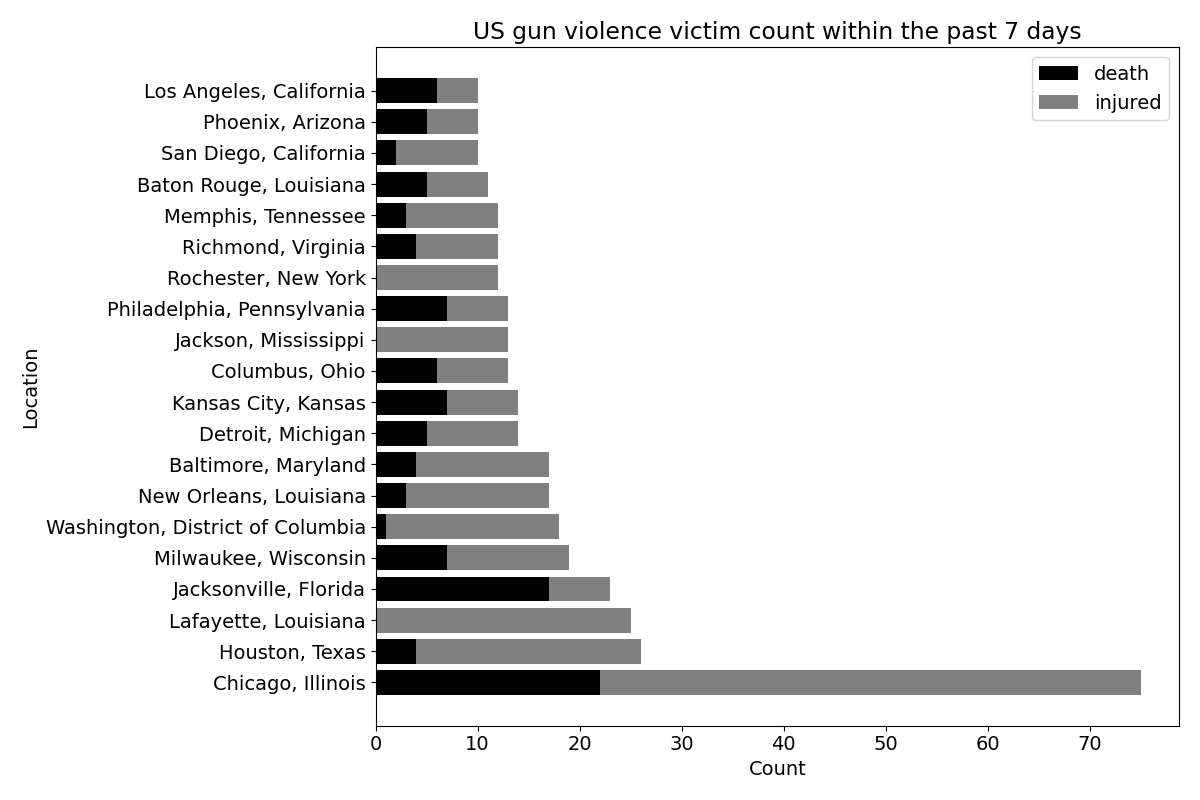 US gun violence victim count within the past 7 days
death
injured
Los Angeles, California
Phoenix, Arizona
San Diego, California
Baton Rouge, Louisiana
Memphis, Tennessee
Richmond, Virginia
Rochester, New York
Philadelphia, Pennsylvania
Jackson, Mississippi
Columbus, Ohio
Kansas City, Kansas
Detroit, Michigan
Baltimore, Maryland
New Orleans, Louisiana
Washington, District of Columbia
Milwaukee, Wisconsin
Jacksonville, Florida
Lafayette, Louisiana
Houston, Texas
Chicago, Illinois
Location
0 10 20 30 40 50 60 70
Count